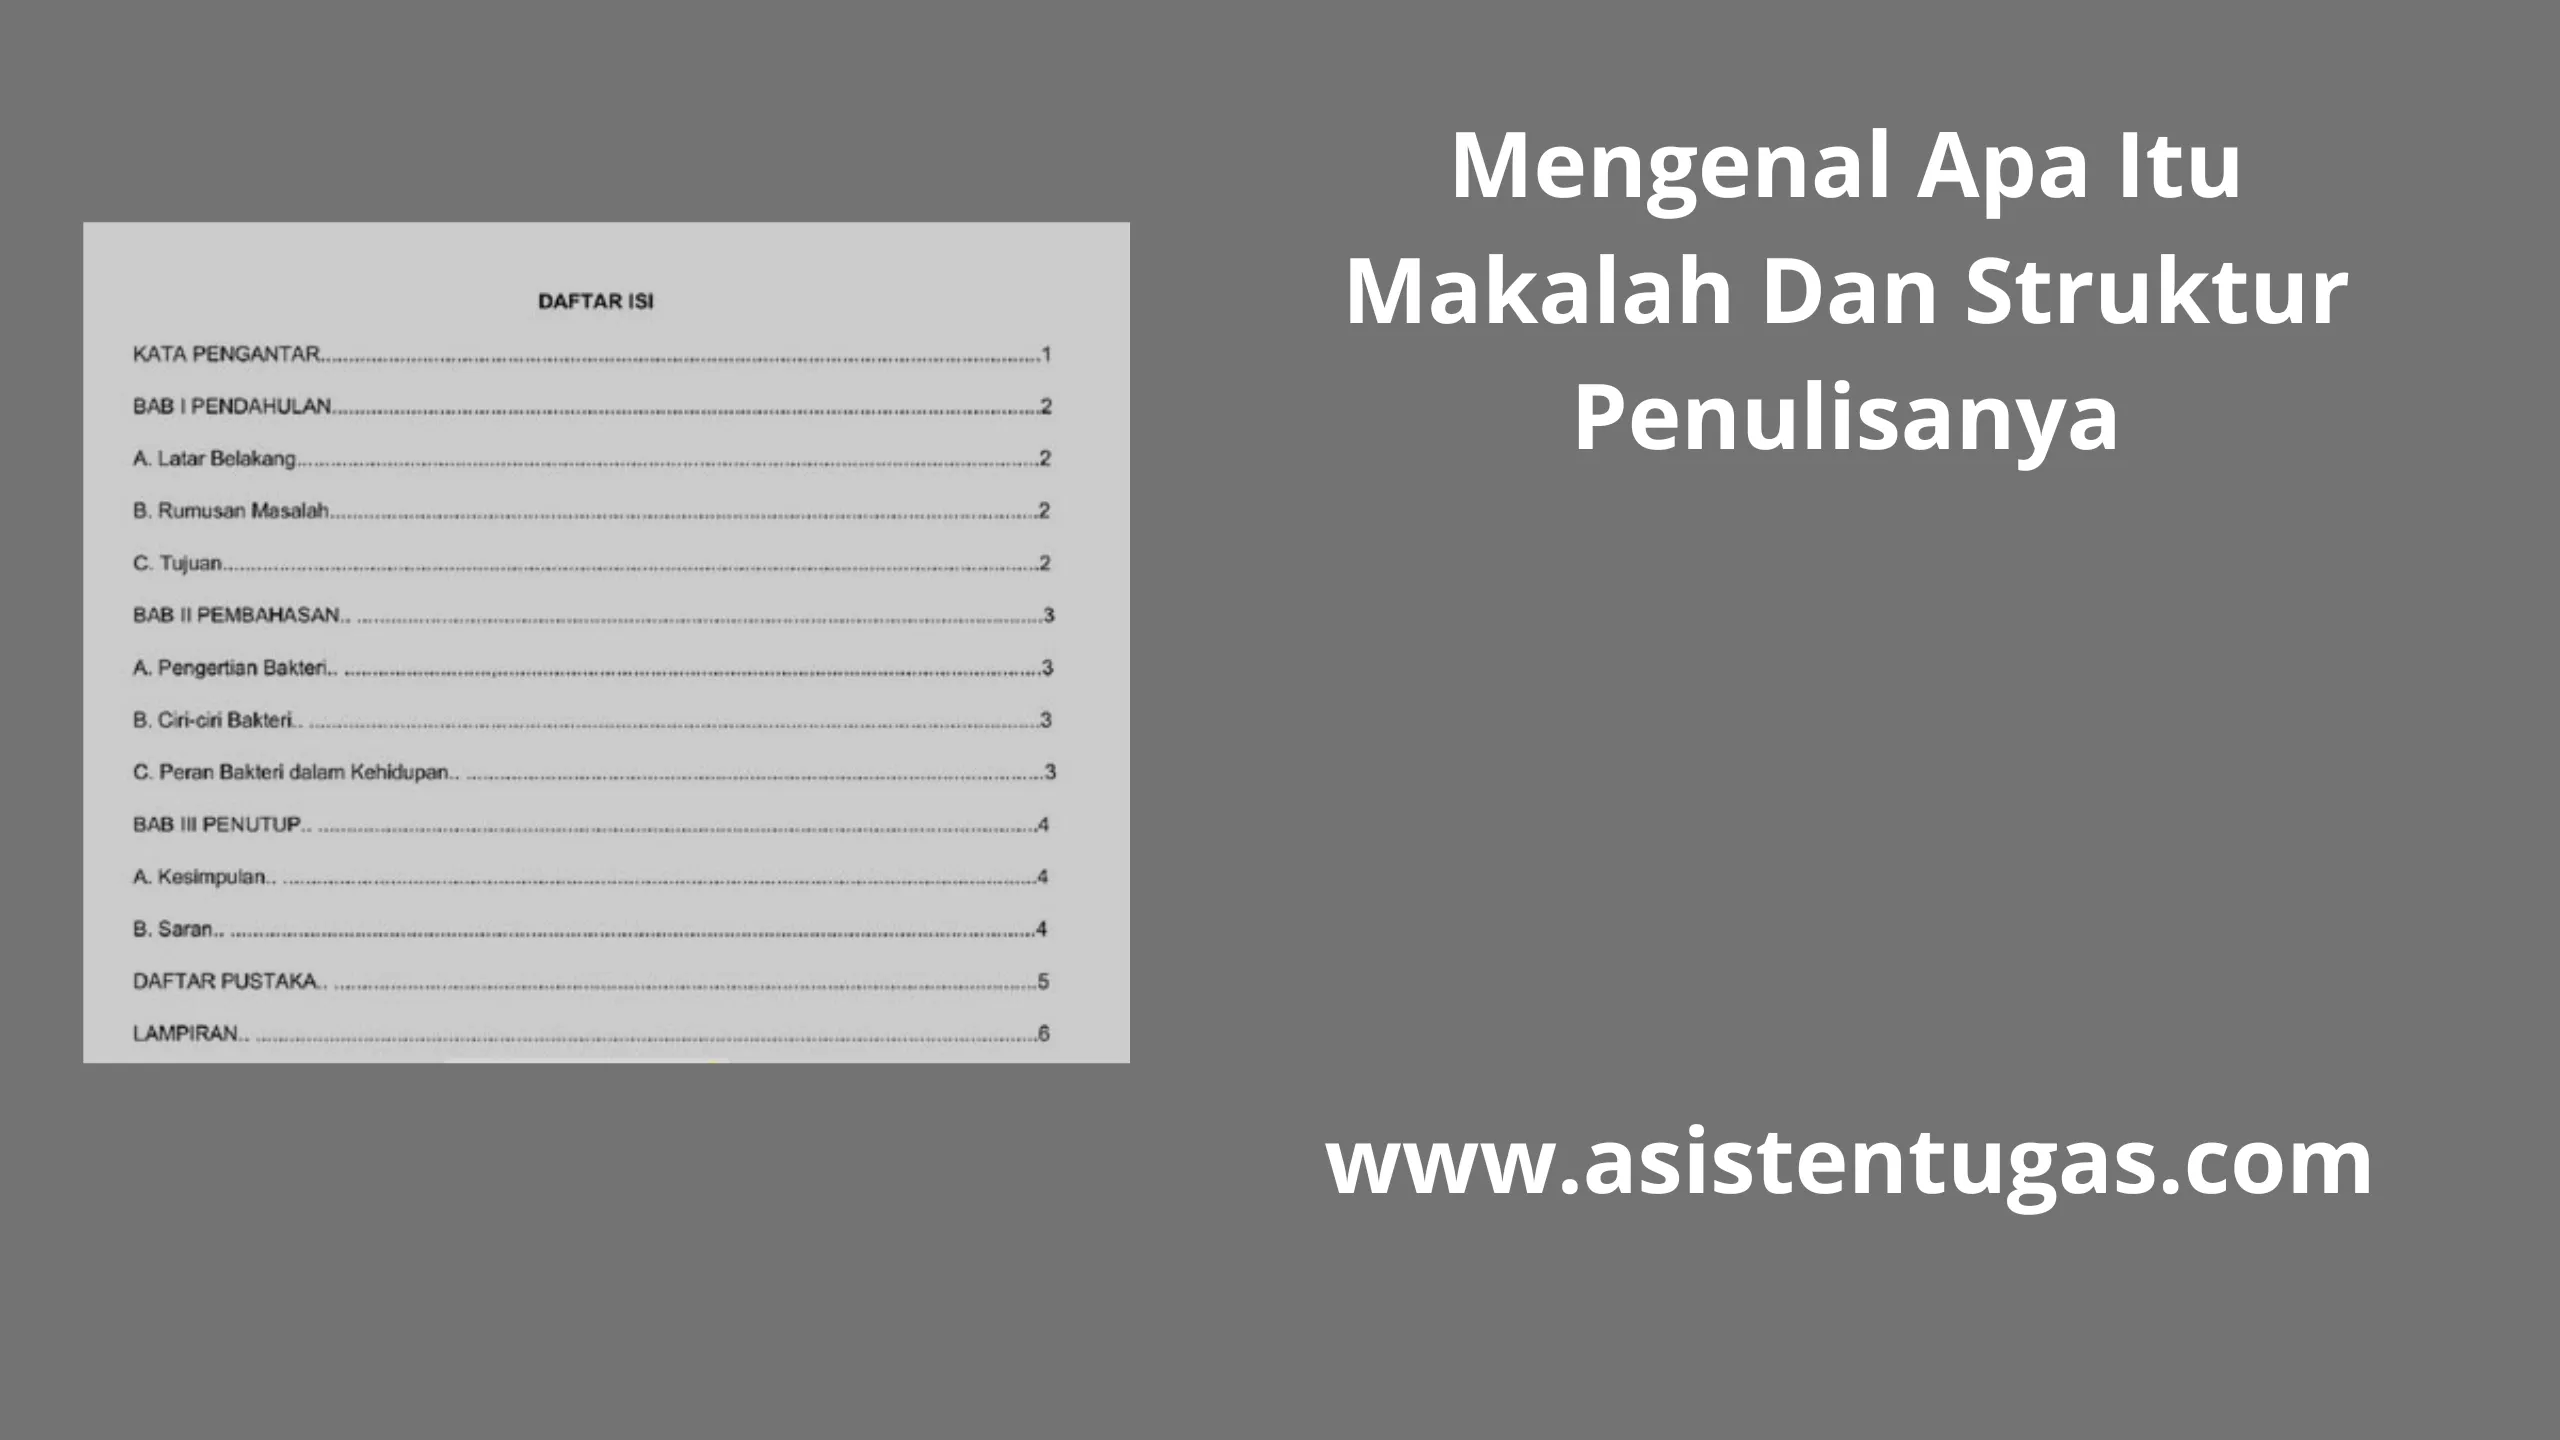 DAFTAR ISI
KATA PENGANTAR..........1
BAB I PENDAHULAN..........2
A. Latar Belakang..........2
B. Rumusan Masalah..........2
C. Tujuan..........2
BAB II PEMBAHASAN.. ..........3
A. Pengertian Bakteri.. ..........3
B. Ciri-ciri Bakteri.. ..........3
C. Peran Bakteri dalam Kehidupan.. ..........3
BAB III PENUTUP.. ..........4
A. Kesimpulan.. ..........4
B. Saran.. ..........4
DAFTAR PUSTAKA.. ..........5
LAMPIRAN.. ..........6
Mengenal Apa Itu
Makalah Dan Struktur
Penulisanya
www.asistentugas.com